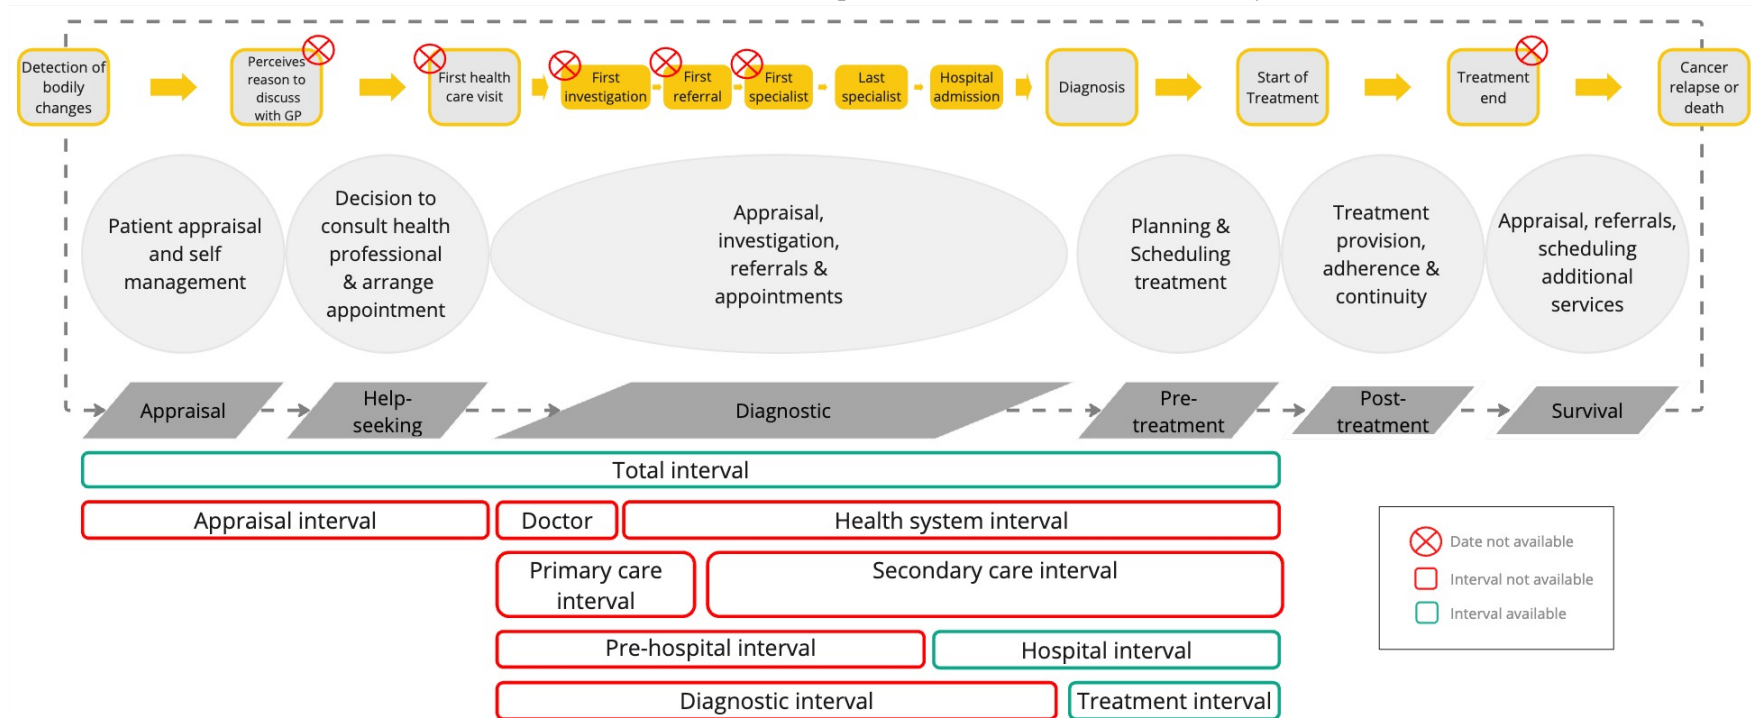 Detection of
bodily
changes
Perceives
reason to
discuss
with GP
First health
care visit
First
investigation
First
referral
First
specialist
Last
specialist
Hospital
admission
Diagnosis
Start of
Treatment
Treatment
end
Cancer
relapse or
death
Patient appraisal
and self
management
Decision to
consult health
professional
& arrange
appointment
Appraisal,
investigation,
referrals &
appointments
Planning &
Scheduling
treatment
Treatment
provision,
adherence &
continuity
Appraisal, referrals,
scheduling
additional
services
Appraisal
Help-
seeking
Diagnostic
Pre-
treatment
Post-
treatment
Survival
Total interval
Appraisal interval
Doctor
Health system interval
Primary care
interval
Secondary care interval
Pre-hospital interval
Hospital interval
Diagnostic interval
Treatment interval
Date not available
Interval not available
Interval available